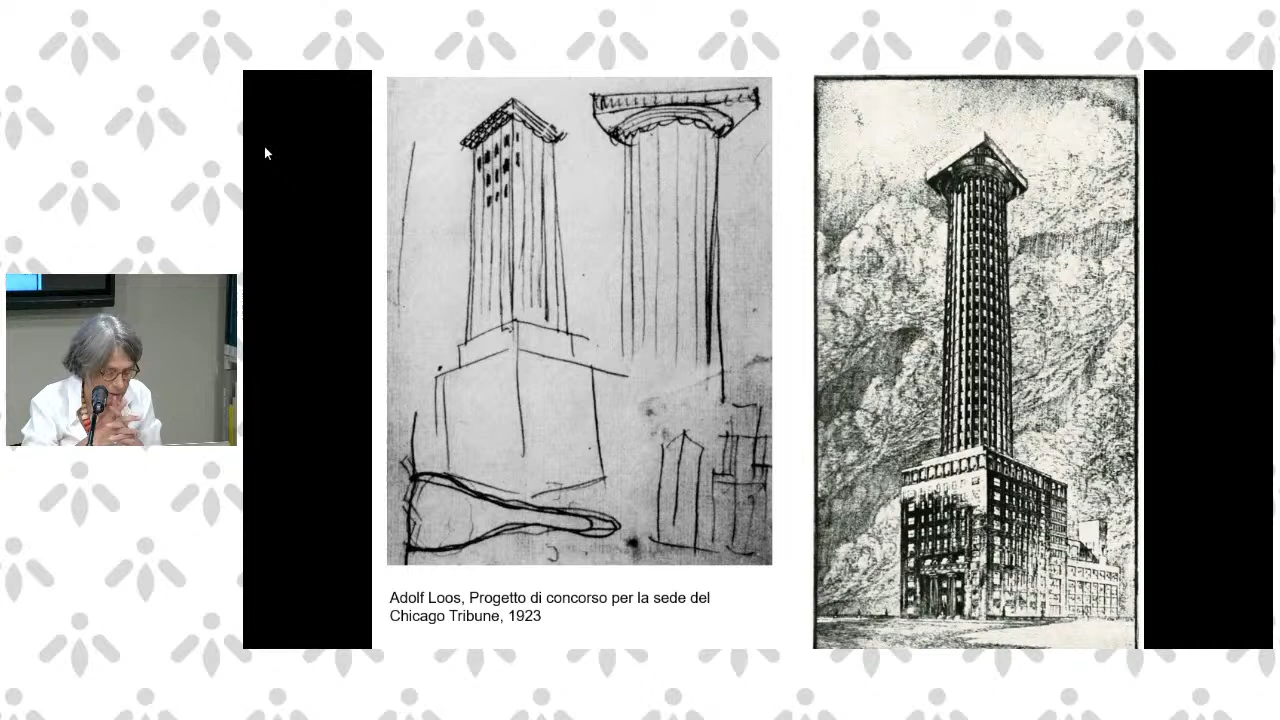 Adolf Loos, Progetto di concorso per la sede del
Chicago Tribune, 1923